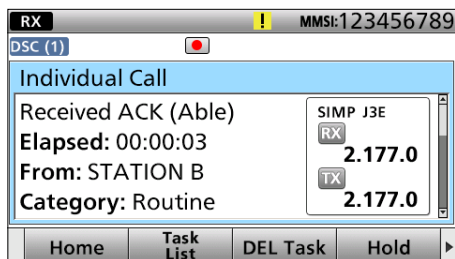 RX ! MMSI:123456789
DSC (1)
Individual Call
Received ACK (Able)
Elapsed: 00:00:03
From: STATION B
Category: Routine
SIMP J3E
RX
2.177.0
TX
2.177.0
Home Task List DEL Task Hold